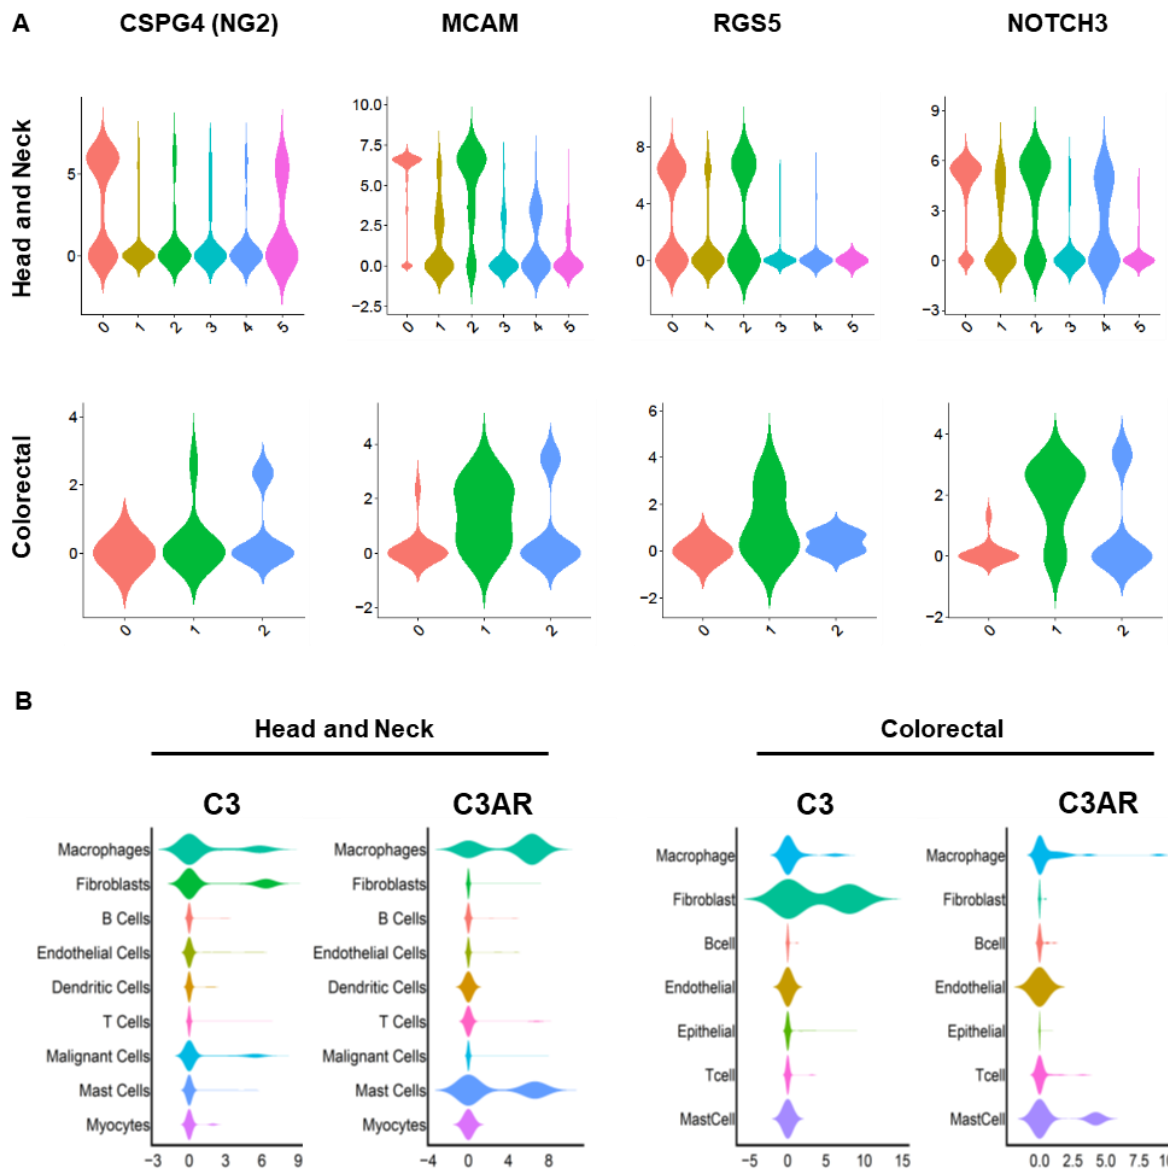 A
CSPG4 (NG2) MCAM RGS5 NOTCH3
Head and Neck
5
0
0 1 2 3 4 5
10.0
7.5
5.0
2.5
0.0
−2.5
0 1 2 3 4 5
8
4
0
0 1 2 3 4 5
9
6
3
0
−3
0 1 2 3 4 5
Colorectal
4
2
0
0 1 2
4
2
0
−2
0 1 2
6
4
2
0
−2
0 1 2
4
2
0
−2
0 1 2
B
Head and Neck
C3
Macrophages
Fibroblasts
B Cells
Endothelial Cells
Dendritic Cells
T Cells
Malignant Cells
Mast Cells
Myocytes
−3 0 3 6 9
C3AR
Macrophages
Fibroblasts
B Cells
Endothelial Cells
Dendritic Cells
T Cells
Malignant Cells
Mast Cells
Myocytes
−4 0 4 8
Colorectal
C3
Macrophage
Fibroblast
Bcell
Endothelial
Epithelial
Tcell
MastCell
−5 0 5 10 15
C3AR
Macrophage
Fibroblast
Bcell
Endothelial
Epithelial
Tcell
MastCell
0.0 2.5 5.0 7.5